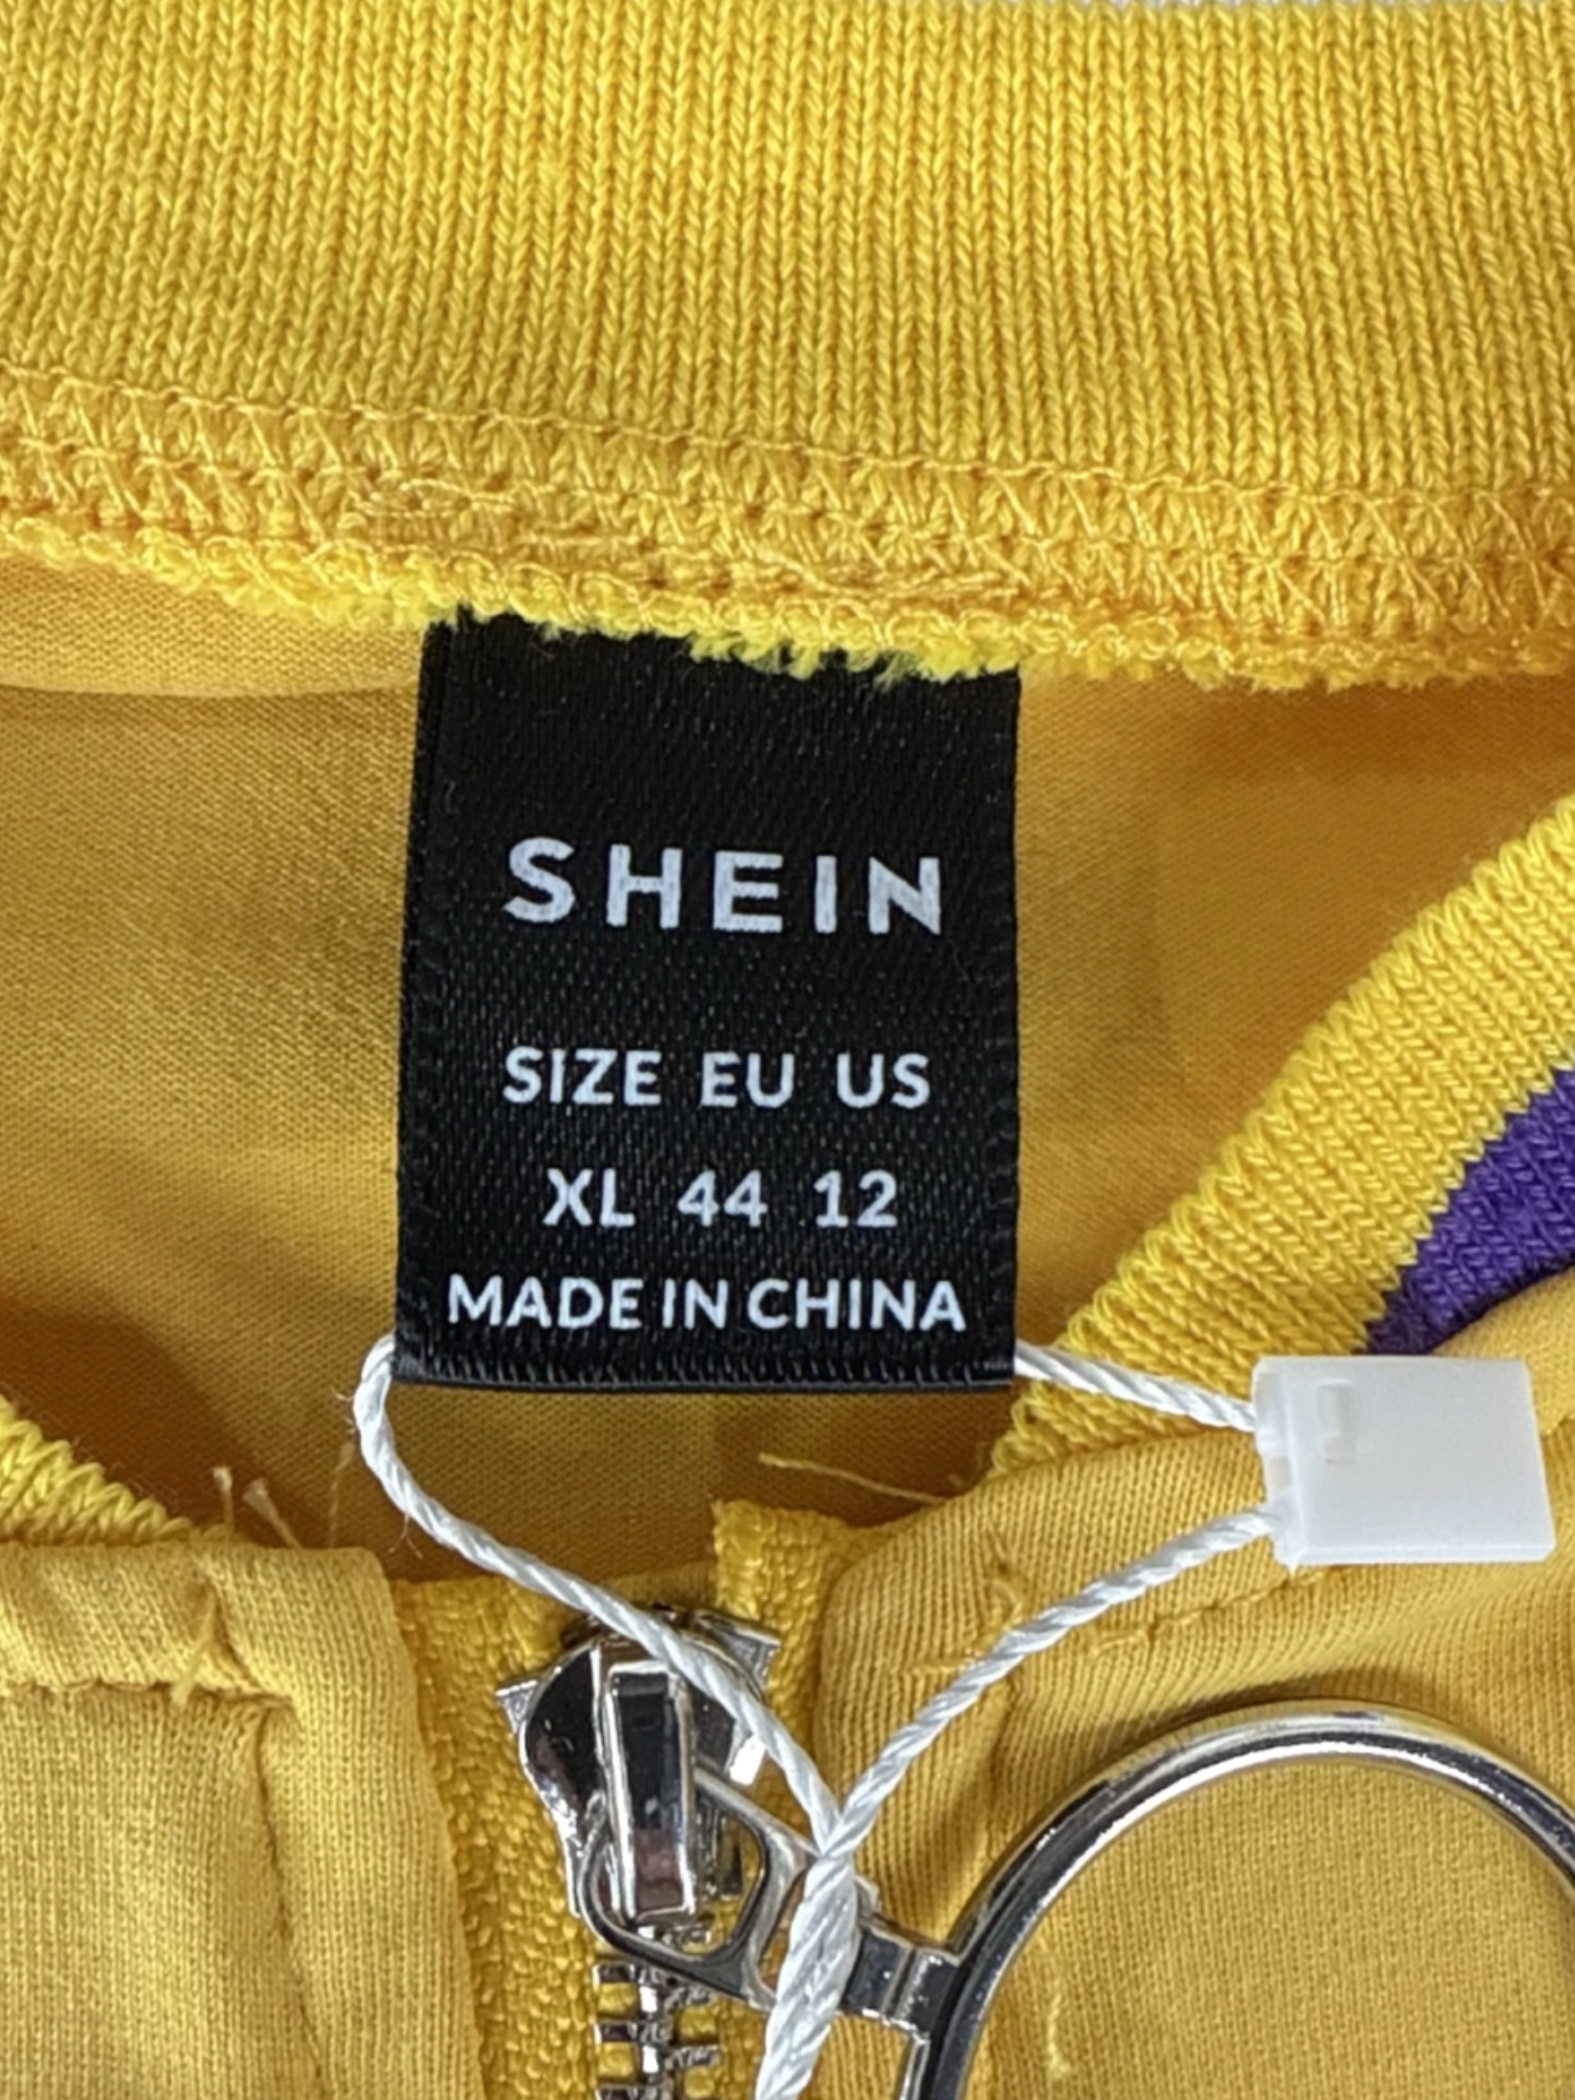 SHEIN
SIZE EU US
XL 44 12
MADE IN CHINA